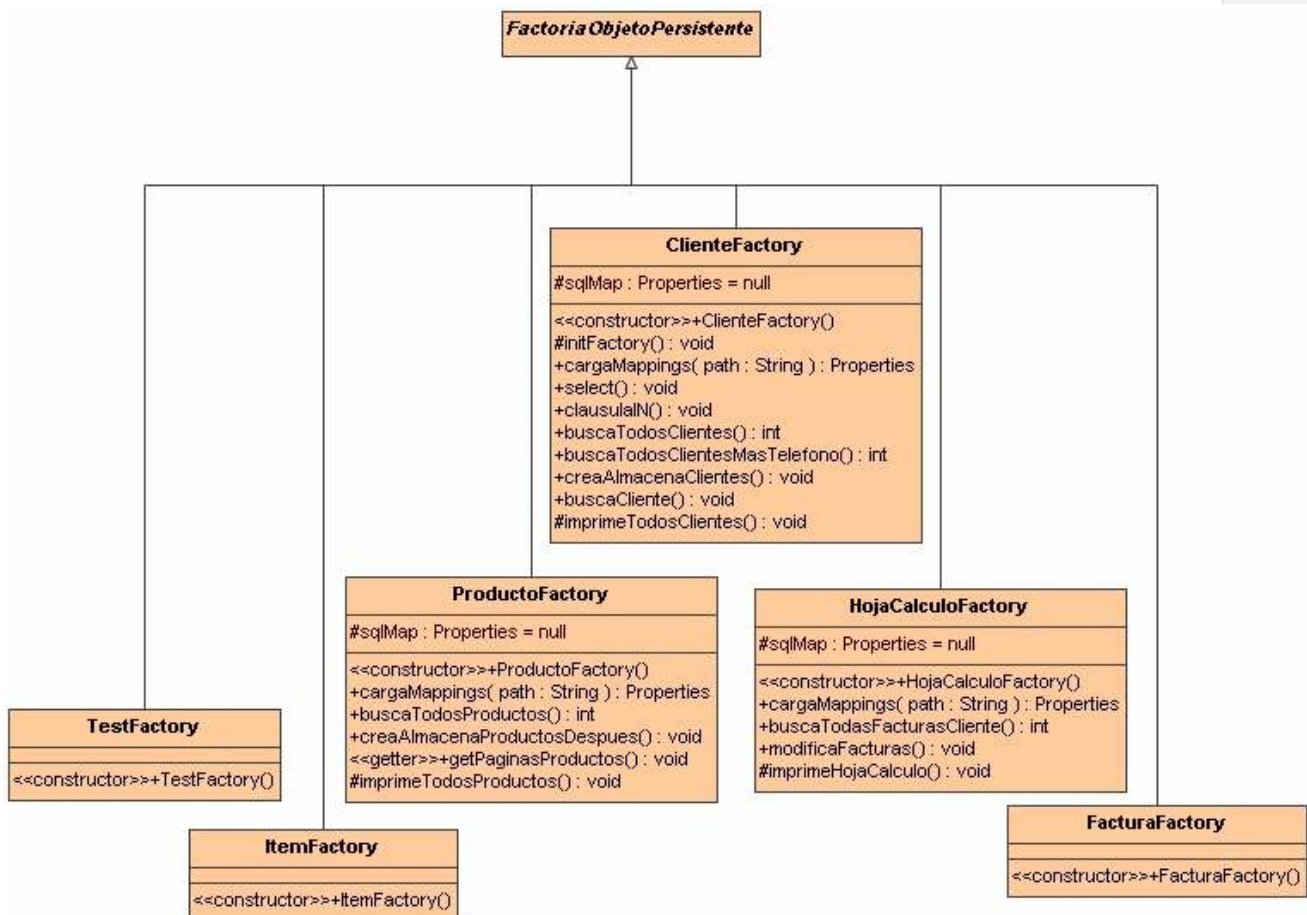 FactoriaObjetoPersistente
ClienteFactory
#sqlMap : Properties = null
<<constructor>>+ClienteFactory()
#initFactory() : void
+cargaMappings( path : String ) : Properties
+select() : void
+clausulaIN() : void
+buscaTodosClientes() : int
+buscaTodosClientesMasTelefono() : int
+creaAlmacenaClientes() : void
+buscaCliente() : void
#imprimeTodosClientes() : void
ProductoFactory
#sqlMap : Properties = null
<<constructor>>+ProductoFactory()
+cargaMappings( path : String ) : Properties
+buscaTodosProductos() : int
+creaAlmacenaProductosDespues() : void
<<getter>>+getPaginasProductos() : void
#imprimeTodosProductos() : void
HojaCalculoFactory
#sqlMap : Properties = null
<<constructor>>+HojaCalculoFactory()
+cargaMappings( path : String ) : Properties
+buscaTodasFacturasCliente() : int
+modificaFacturas() : void
#imprimeHojaCalculo() : void
TestFactory
<<constructor>>+TestFactory()
ItemFactory
<<constructor>>+ItemFactory()
FacturaFactory
<<constructor>>+FacturaFactory()